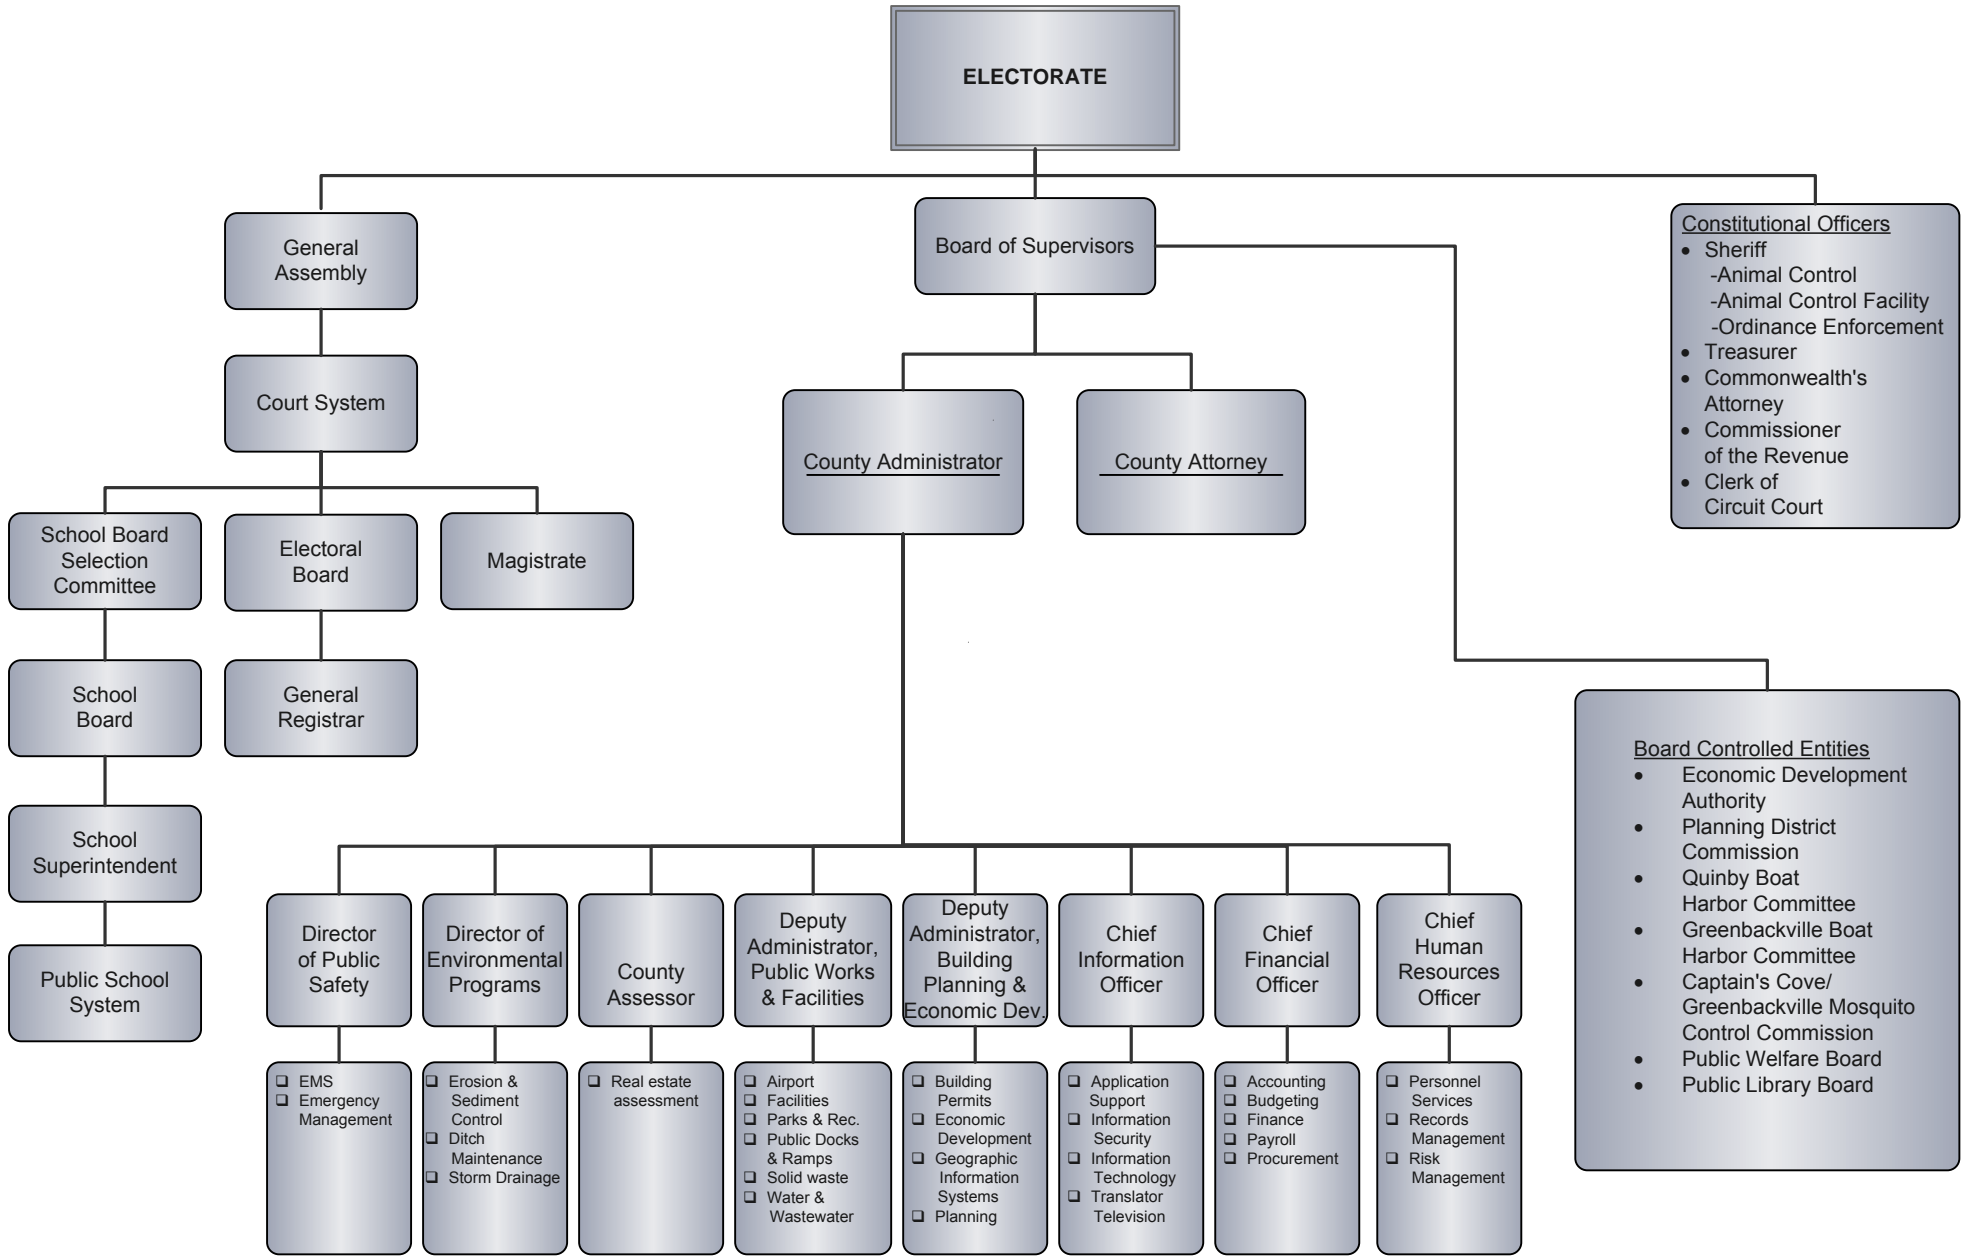 ELECTORATE
General
Assembly
Board of Supervisors
Constitutional Officers
• Sheriff
-Animal Control
-Animal Control Facility
-Ordinance Enforcement
• Treasurer
• Commonwealth's
Attorney
• Commissioner
of the Revenue
• Clerk of
Circuit Court
Court System
County Administrator
County Attorney
School Board
Selection
Committee
Electoral
Board
Magistrate
School
Board
General
Registrar
School
Superintendent
Public School
System
Board Controlled Entities
• Economic Development
Authority
• Planning District
Commission
• Quinby Boat
Harbor Committee
• Greenbackville Boat
Harbor Committee
• Captain's Cove/
Greenbackville Mosquito
Control Commission
• Public Welfare Board
• Public Library Board
Director
of Public
Safety
Director of
Environmental
Programs
County
Assessor
Deputy
Administrator,
Public Works
& Facilities
Deputy
Administrator,
Building
Planning &
Economic Dev.
Chief
Information
Officer
Chief
Financial
Officer
Chief
Human
Resources
Officer
❑ EMS
❑ Emergency
Management
❑ Erosion &
Sediment
Control
❑ Ditch
Maintenance
❑ Storm Drainage
❑ Real estate
assessment
❑ Airport
❑ Facilities
❑ Parks & Rec.
❑ Public Docks
& Ramps
❑ Solid waste
❑ Water &
Wastewater
❑ Building
Permits
❑ Economic
Development
❑ Geographic
Information
Systems
❑ Planning
❑ Application
Support
❑ Information
Security
❑ Information
Technology
❑ Translator
Television
❑ Accounting
❑ Budgeting
❑ Finance
❑ Payroll
❑ Procurement
❑ Personnel
Services
❑ Records
Management
❑ Risk
Management